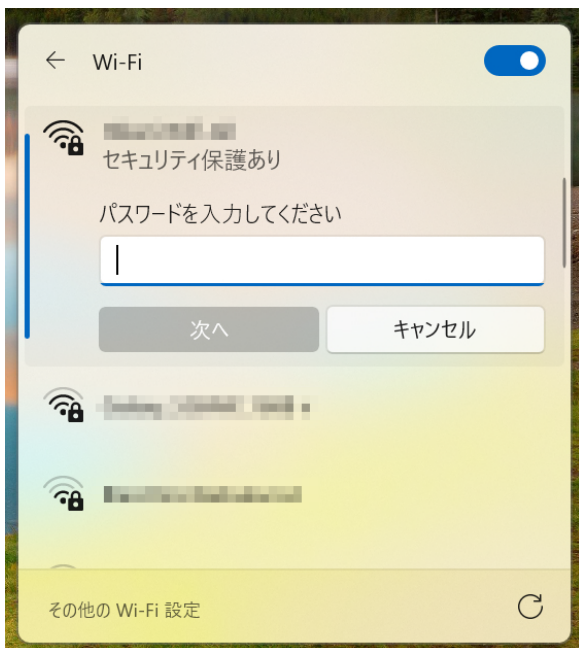 Wi-Fi
セキュリティ保護あり
パスワードを入力してください
次へ
キャンセル
その他の Wi-Fi 設定